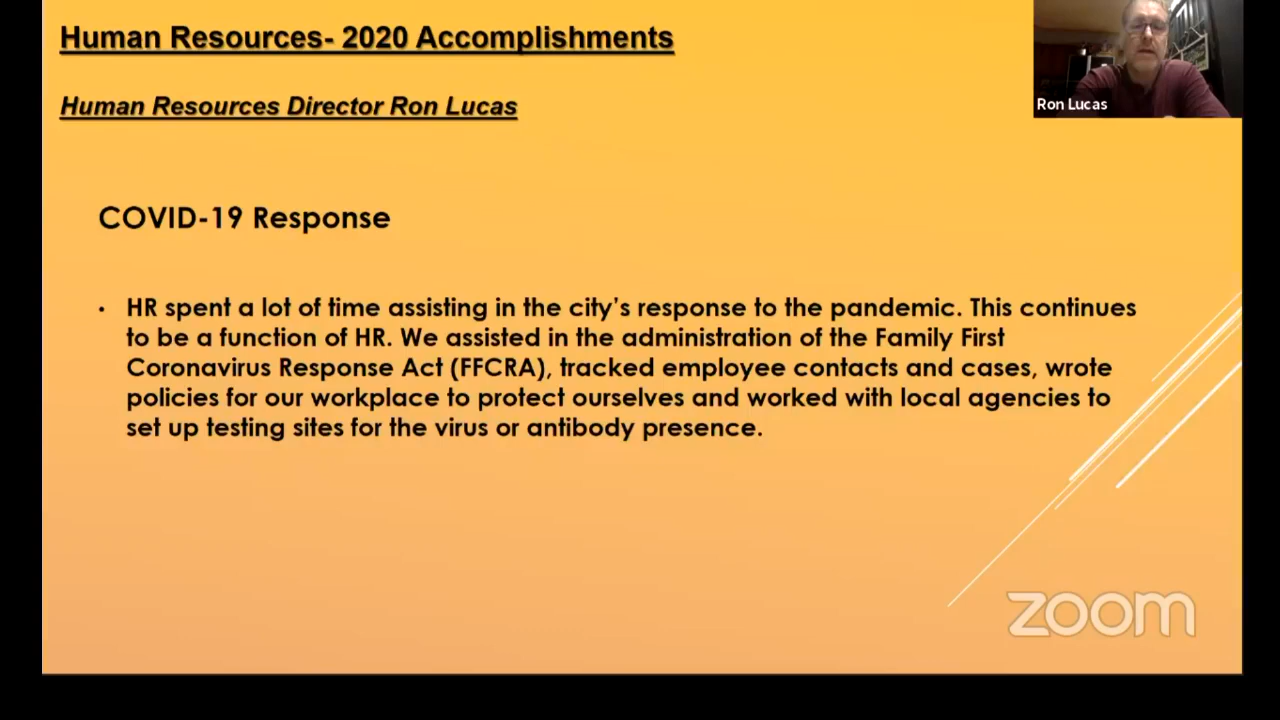 Human Resources- 2020 Accomplishments
Ron Lucas
Human Resources Director Ron Lucas
COVID-19 Response
• HR spent a lot of time assisting in the city's response to the pandemic. This continues
to be a function of HR. We assisted in the administration of the Family First
Coronavirus Response Act (FFCRA), tracked employee contacts and cases, wrote
policies for our workplace to protect ourselves and worked with local agencies to
set up testing sites for the virus or antibody presence.
zoom